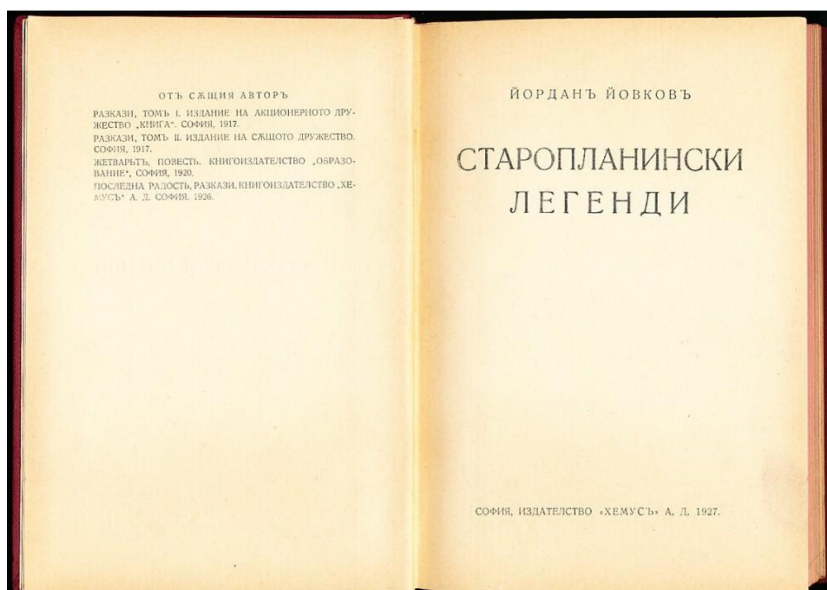 ОТЪ СѪЩИЯ АВТОРЪ
РАЗКАЗИ, ТОМЪ I. ИЗДАНИЕ НА АКЦИОНЕРНОТО ДРУ-
ЖЕСТВО „КНИГА“. СОФИЯ, 1917.
РАЗКАЗИ, ТОМЪ II. ИЗДАНИЕ НА СѪЩОТО ДРУЖЕСТВО.
СОФИЯ, 1917.
ЖЕТВАРЬТЪ, ПОВЕСТЬ. КНИГОИЗДАТЕЛСТВО „ОБРАЗО-
ВАНИЕ“, СОФИЯ, 1920.
ПОСЛЕДНА РАДОСТЬ, РАЗКАЗИ. КНИГОИЗДАТЕЛСТВО „ХЕ-
МУСЪ“ А. Д. СОФИЯ. 1926.
ЙОРДАНЪ ЙОВКОВЪ
СТАРОПЛАНИНСКИ
ЛЕГЕНДИ
СОФИЯ, ИЗДАТЕЛСТВО «ХЕМУСЪ» А. Д. 1927.